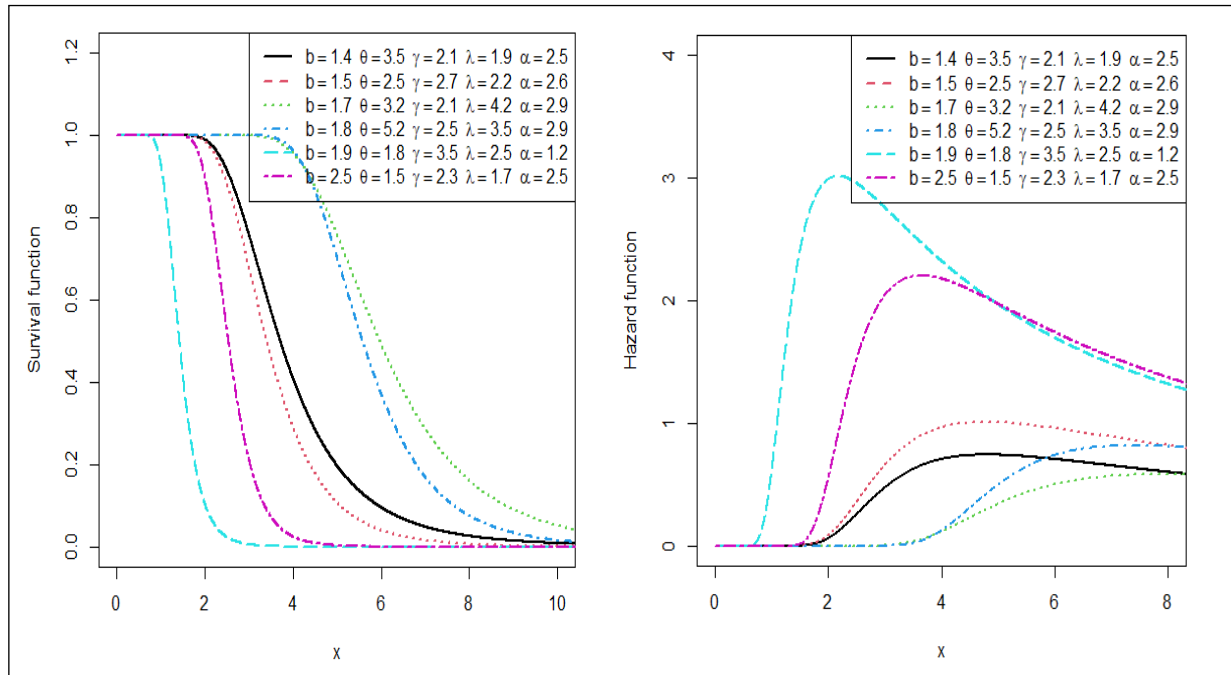 1.2
1.0
0.8
0.6
0.4
0.2
0.0
Survival function
b = 1.4 θ = 3.5 γ = 2.1 λ = 1.9 α = 2.5
b = 1.5 θ = 2.5 γ = 2.7 λ = 2.2 α = 2.6
b = 1.7 θ = 3.2 γ = 2.1 λ = 4.2 α = 2.9
b = 1.8 θ = 5.2 γ = 2.5 λ = 3.5 α = 2.9
b = 1.9 θ = 1.8 γ = 3.5 λ = 2.5 α = 1.2
b = 2.5 θ = 1.5 γ = 2.3 λ = 1.7 α = 2.5
0 2 4 6 8 10
x
4
3
2
1
0
Hazard function
b = 1.4 θ = 3.5 γ = 2.1 λ = 1.9 α = 2.5
b = 1.5 θ = 2.5 γ = 2.7 λ = 2.2 α = 2.6
b = 1.7 θ = 3.2 γ = 2.1 λ = 4.2 α = 2.9
b = 1.8 θ = 5.2 γ = 2.5 λ = 3.5 α = 2.9
b = 1.9 θ = 1.8 γ = 3.5 λ = 2.5 α = 1.2
b = 2.5 θ = 1.5 γ = 2.3 λ = 1.7 α = 2.5
0 2 4 6 8
x